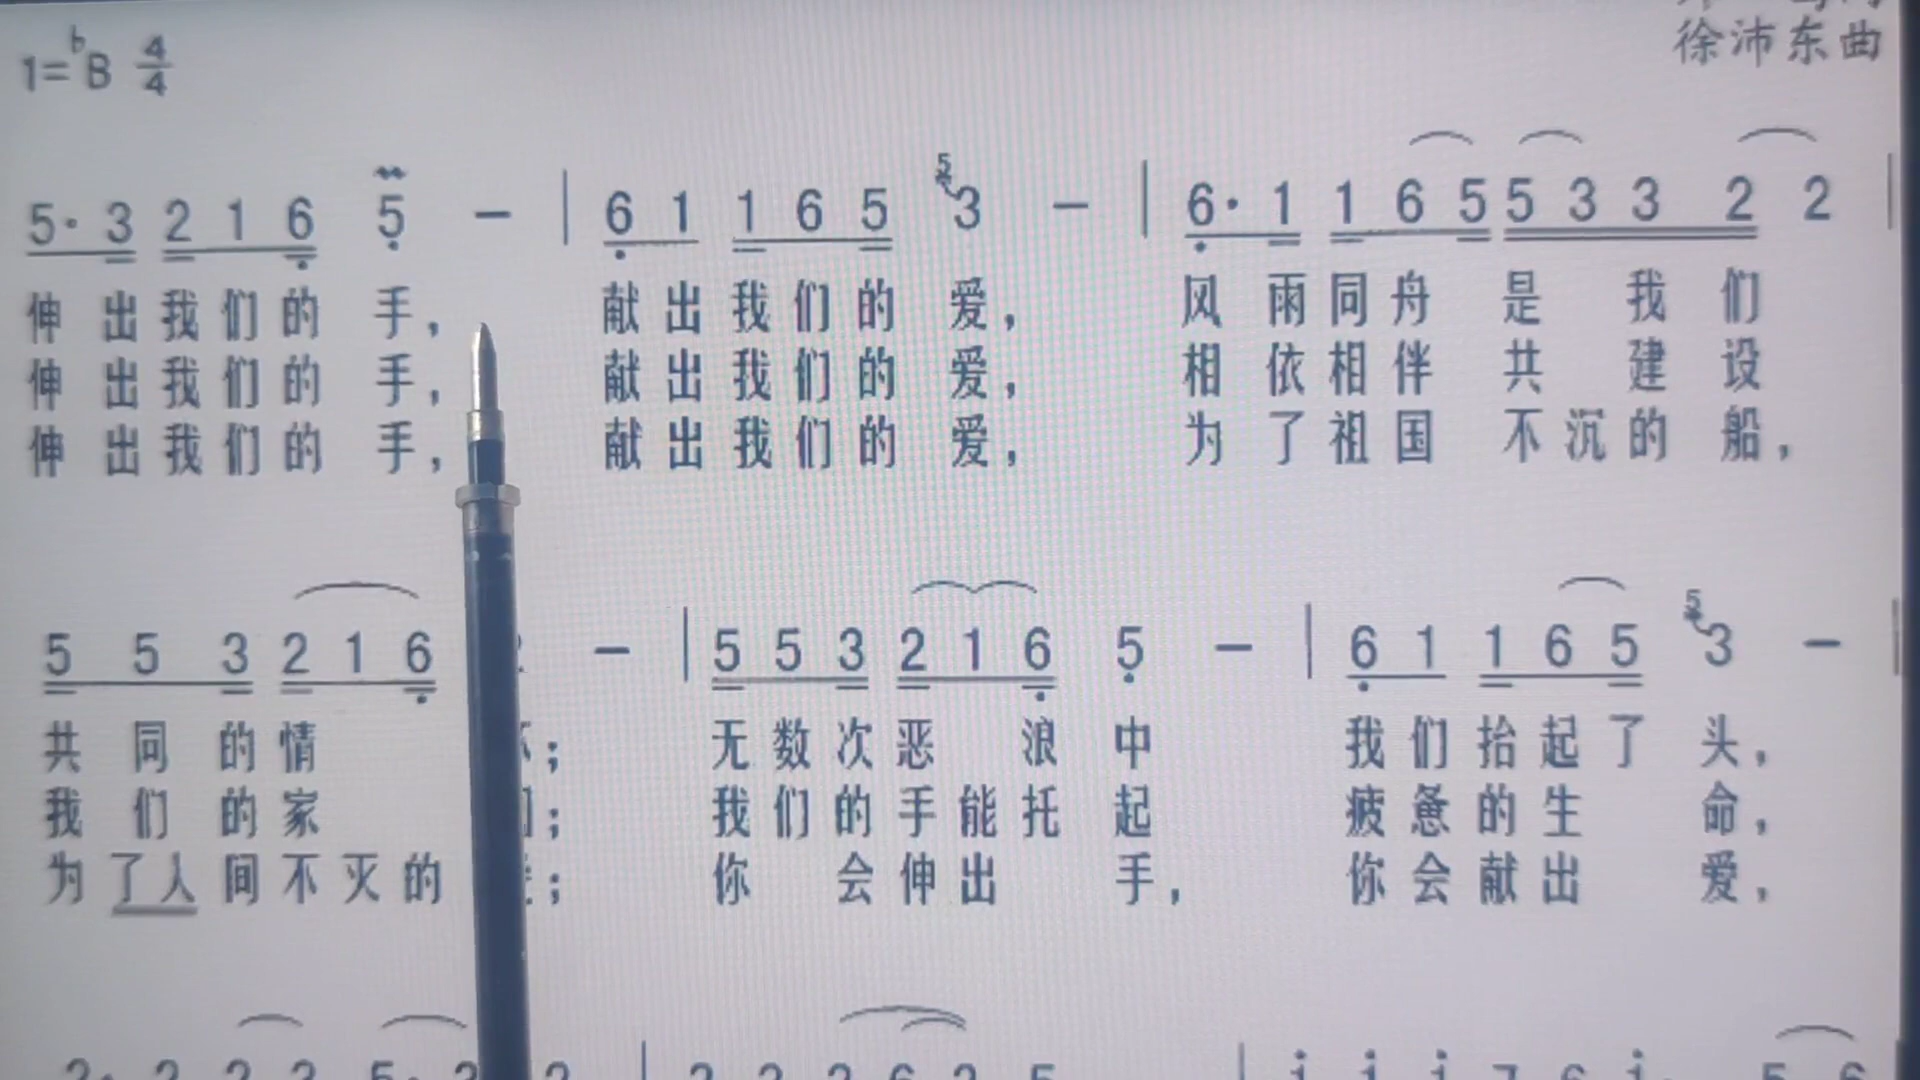 1=♭B 4/4
徐沛东曲
5· 3 2 1 6 5 – | 6 1 1 6 5 3 – | 6· 1 1 6 5 5 3 3 2 2 |
伸出我们的手， 献出我们的爱， 风雨同舟是我们
伸出我们的手， 献出我们的爱， 相依相伴共建设
伸出我们的手， 献出我们的爱， 为了祖国不沉的船，
5 5 3 2 1 6 – | 5 5 3 2 1 6 5 – | 6 1 1 6 5 3 – |
共同的情 ； 无数次恶浪中 我们抬起了头，
我们的家 ； 我们的手能托起 疲惫的生命，
为了人间不灭的 ； 你会伸出手， 你会献出爱，